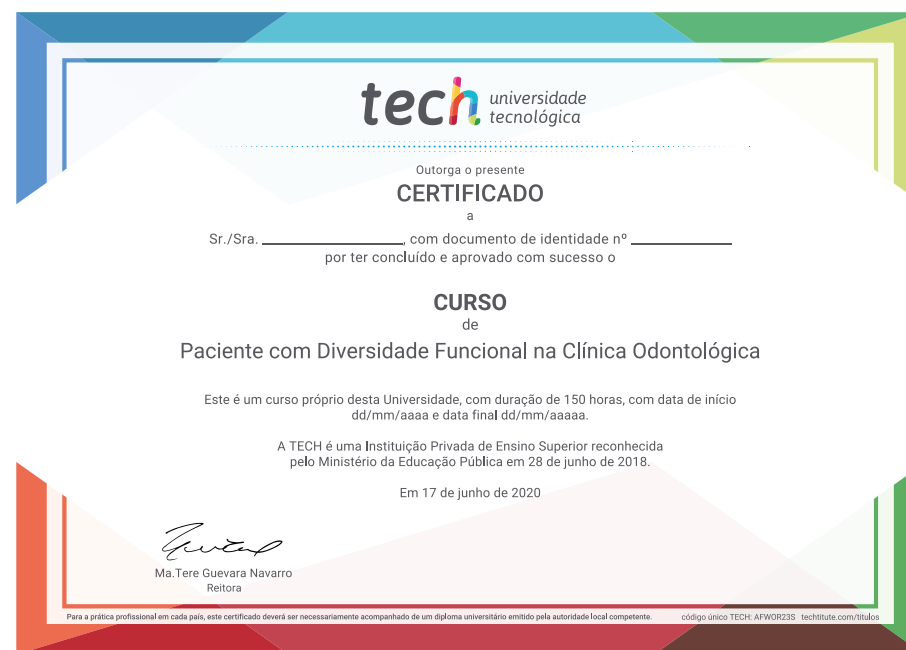 tech universidade
tecnológica
Outorga o presente
CERTIFICADO
a
Sr./Sra. ________________, com documento de identidade nº ____________
por ter concluído e aprovado com sucesso o
CURSO
de
Paciente com Diversidade Funcional na Clínica Odontológica
Este é um curso próprio desta Universidade, com duração de 150 horas, com data de início
dd/mm/aaaa e data final dd/mm/aaaaa.
A TECH é uma Instituição Privada de Ensino Superior reconhecida
pelo Ministério da Educação Pública em 28 de junho de 2018.
Em 17 de junho de 2020
Ma.Tere Guevara Navarro
Reitora
Para a prática profissional em cada país, este certificado deverá ser necessariamente acompanhado de um diploma universitário emitido pela autoridade local competente. código único TECH: AFWOR23S techtitute.com/titulos